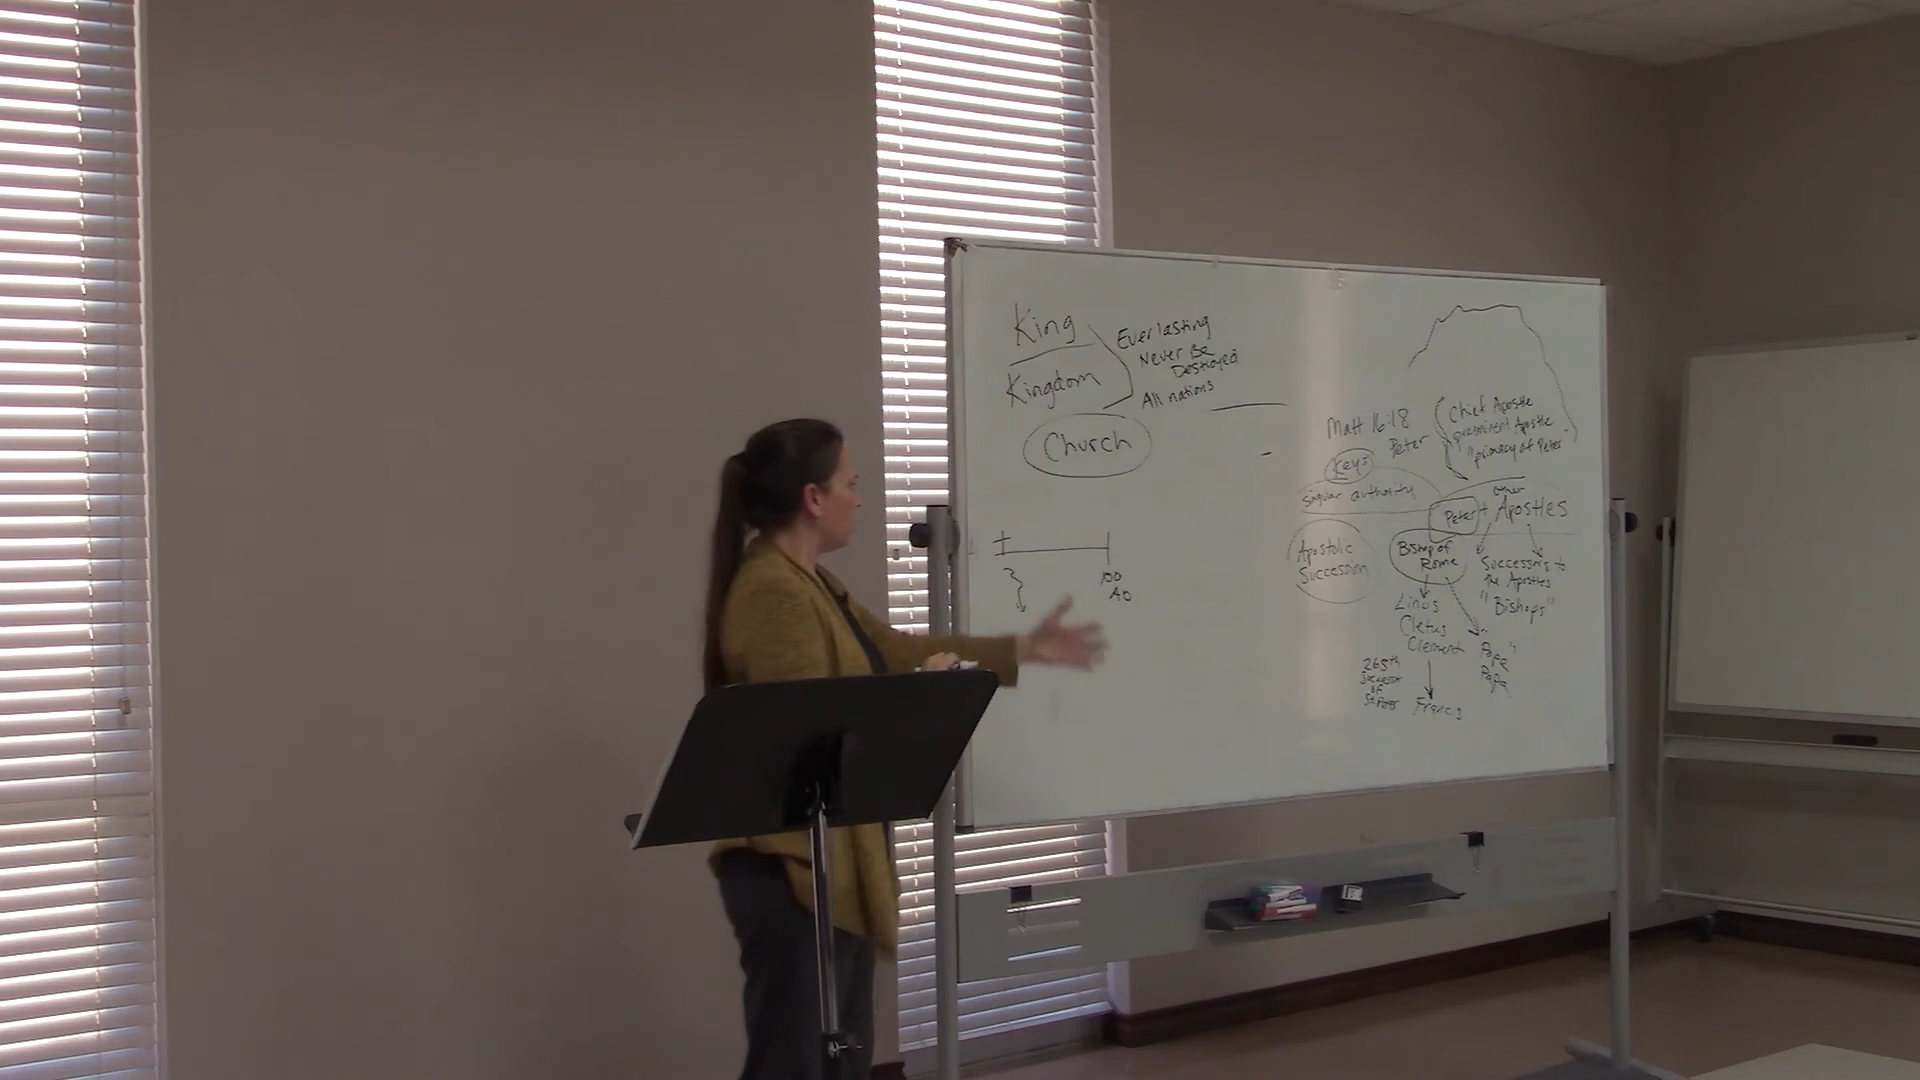 King
Kingdom
Everlasting
Never Be
Destroyed
All nations
Church
100
AD
Matt 16:18
Peter
Keys
singular authority
Chief Apostle
prominent Apostle
"primacy of Peter"
other
Peter + Apostles
Apostolic
Succession
Bishop of
Rome
Successors to
the Apostles
"Bishops"
Linus
Cletus
Clement
265th
Successor
of
St Peter
Francis
"Pope"
Papa